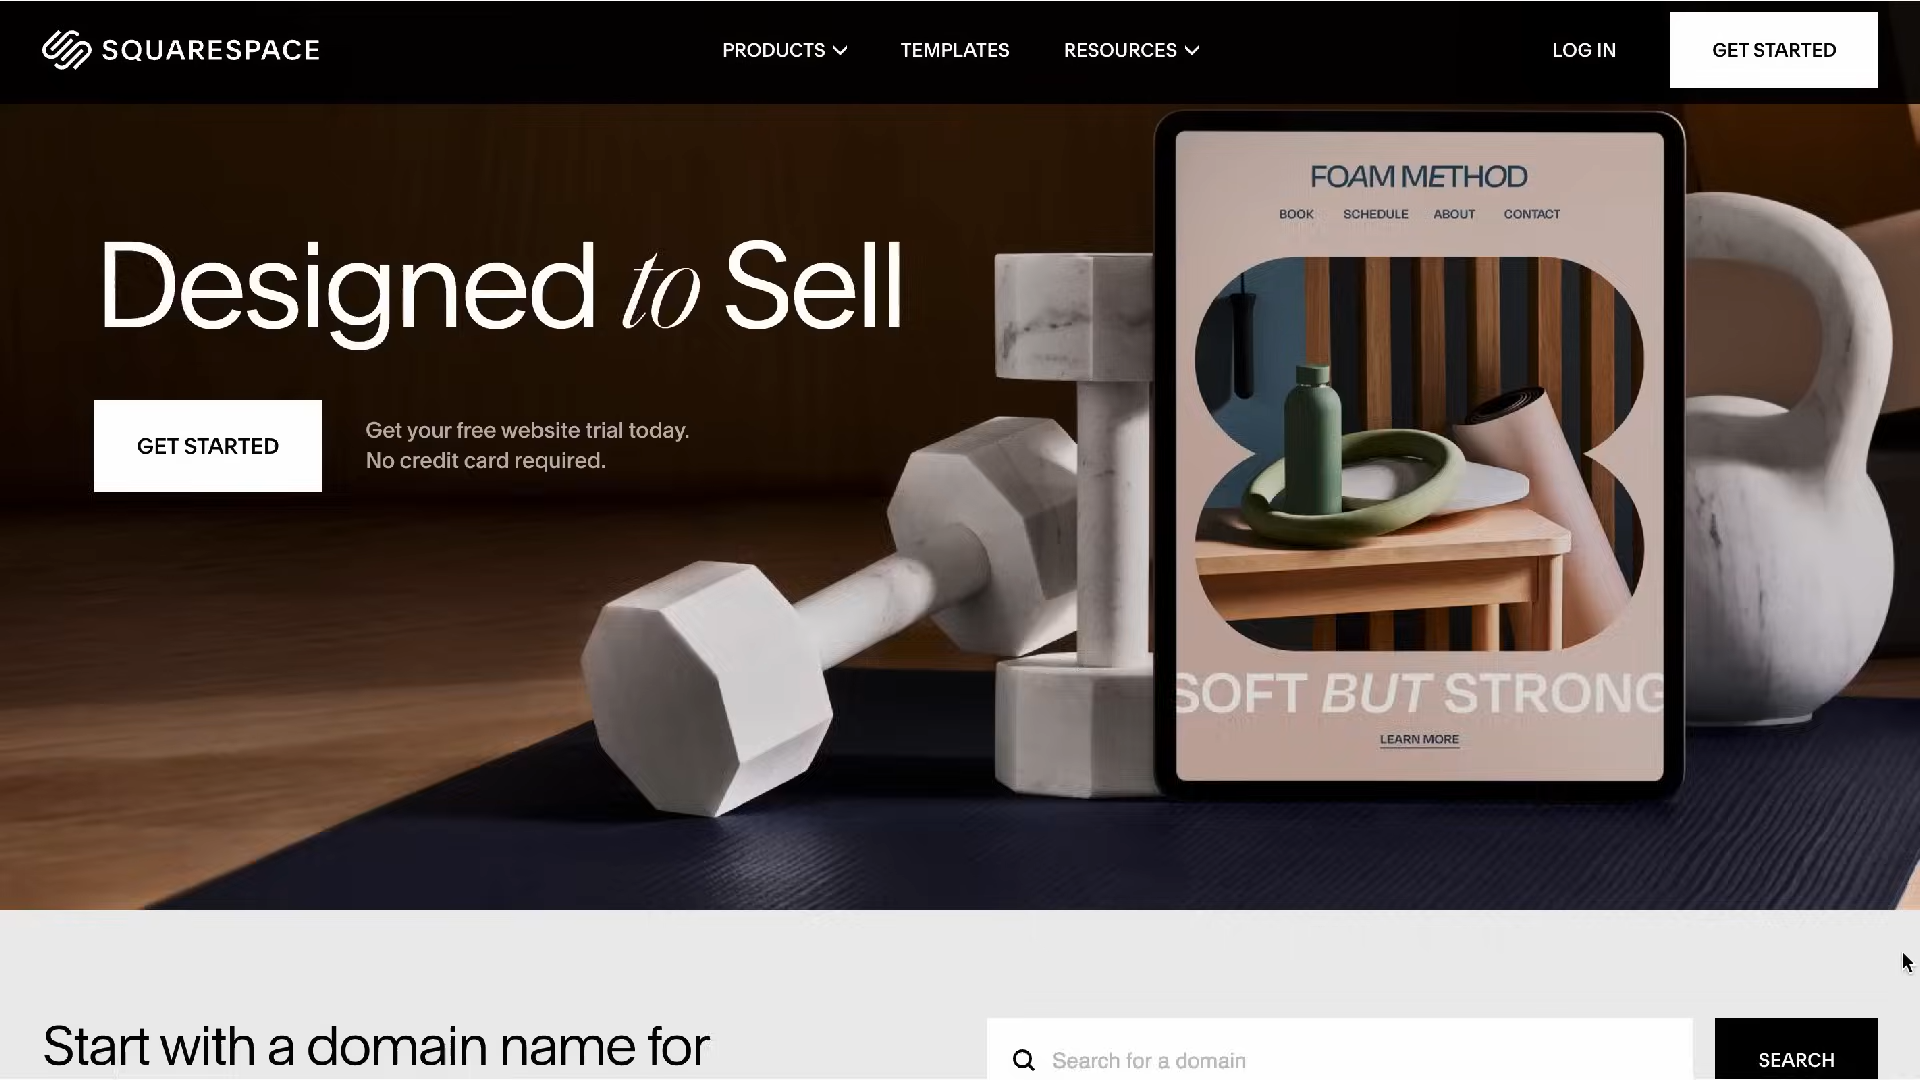 SQUARESPACE
PRODUCTS
TEMPLATES
RESOURCES
LOG IN
GET STARTED
Designed to Sell
GET STARTED
Get your free website trial today.
No credit card required.
FOAM METHOD
BOOK SCHEDULE ABOUT CONTACT
SOFT BUT STRONG
LEARN MORE
Start with a domain name for
Search for a domain
SEARCH